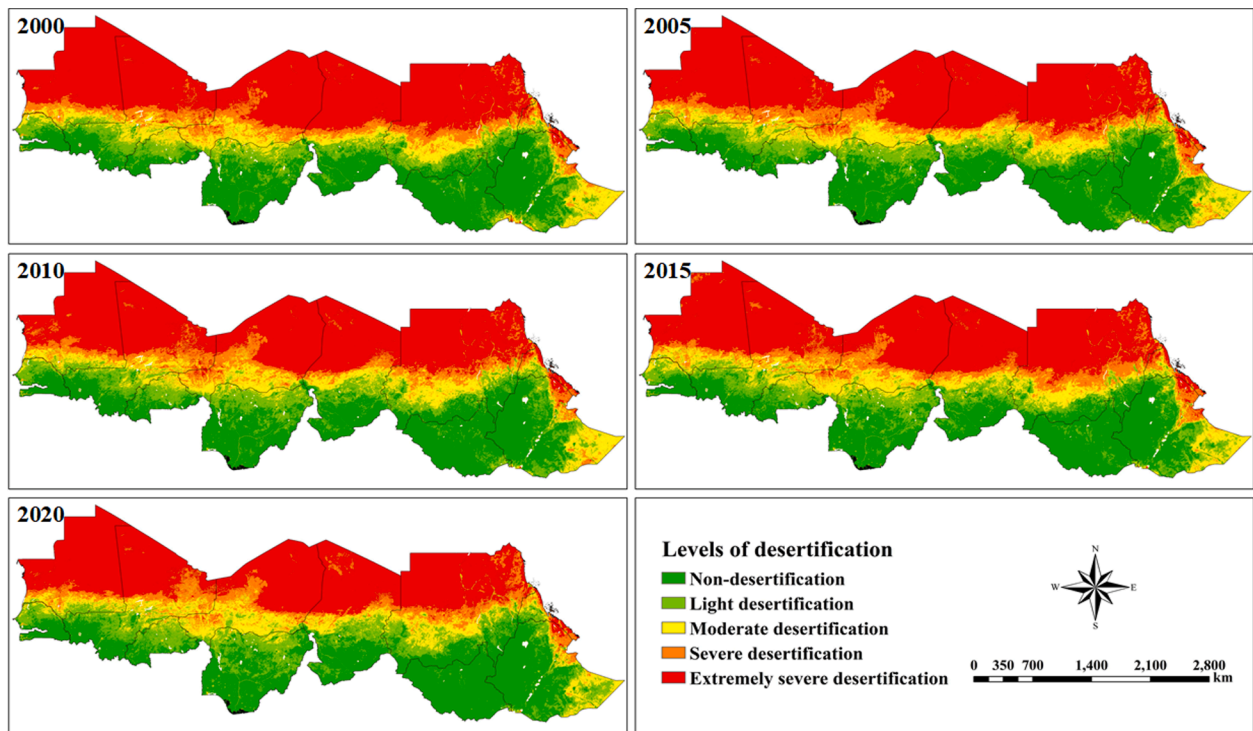 2000
2005
2010
2015
2020
Levels of desertification
Non-desertification
Light desertification
Moderate desertification
Severe desertification
Extremely severe desertification
N
W E
S
0 350 700 1,400 2,100 2,800
km